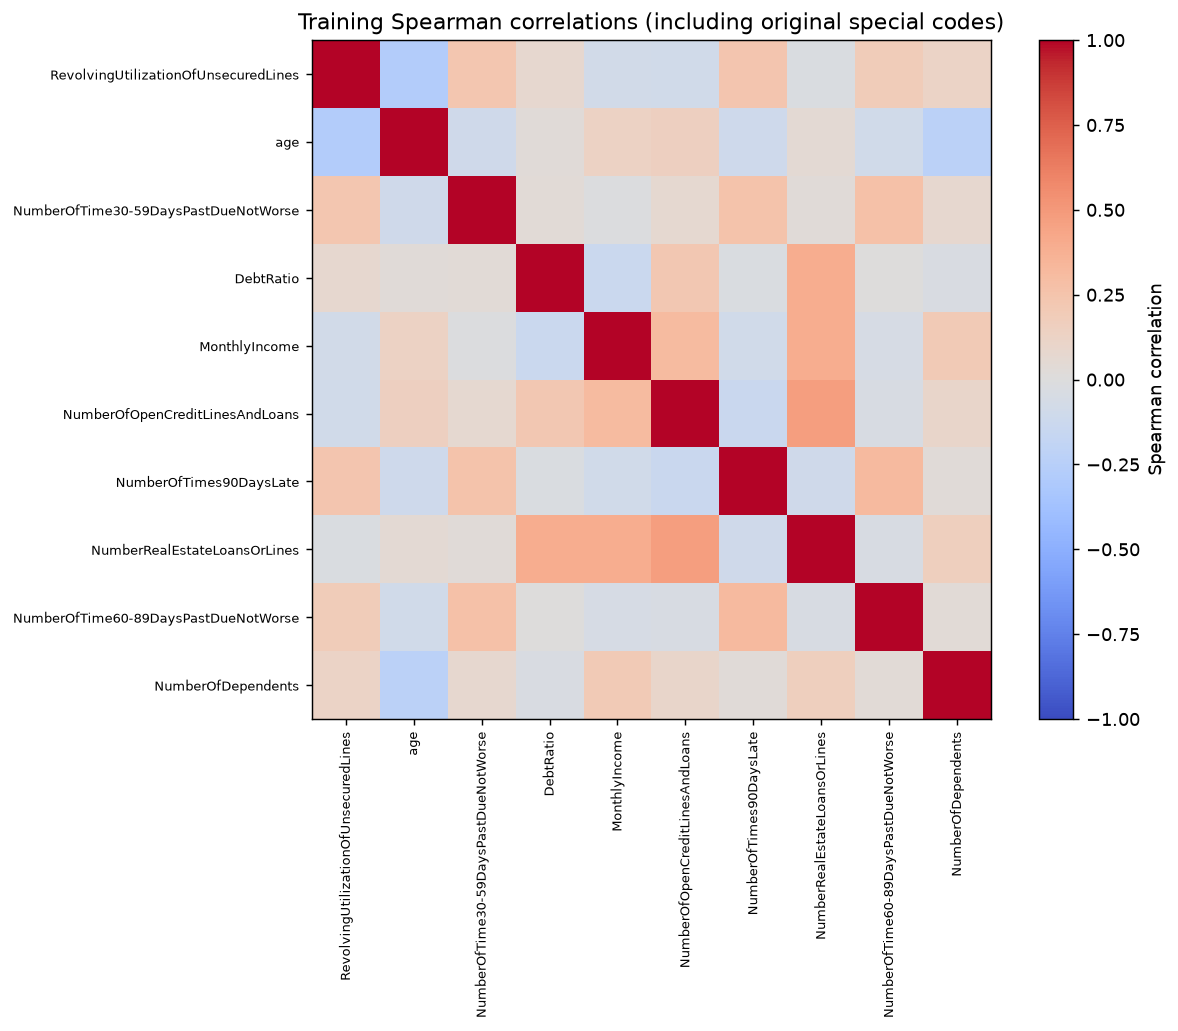 Training Spearman correlations (including original special codes)
RevolvingUtilizationOfUnsecuredLines
age
NumberOfTime30-59DaysPastDueNotWorse
DebtRatio
MonthlyIncome
NumberOfOpenCreditLinesAndLoans
NumberOfTimes90DaysLate
NumberRealEstateLoansOrLines
NumberOfTime60-89DaysPastDueNotWorse
NumberOfDependents
RevolvingUtilizationOfUnsecuredLines
age
NumberOfTime30-59DaysPastDueNotWorse
DebtRatio
MonthlyIncome
NumberOfOpenCreditLinesAndLoans
NumberOfTimes90DaysLate
NumberRealEstateLoansOrLines
NumberOfTime60-89DaysPastDueNotWorse
NumberOfDependents
1.00
0.75
0.50
0.25
0.00
−0.25
−0.50
−0.75
−1.00
Spearman correlation